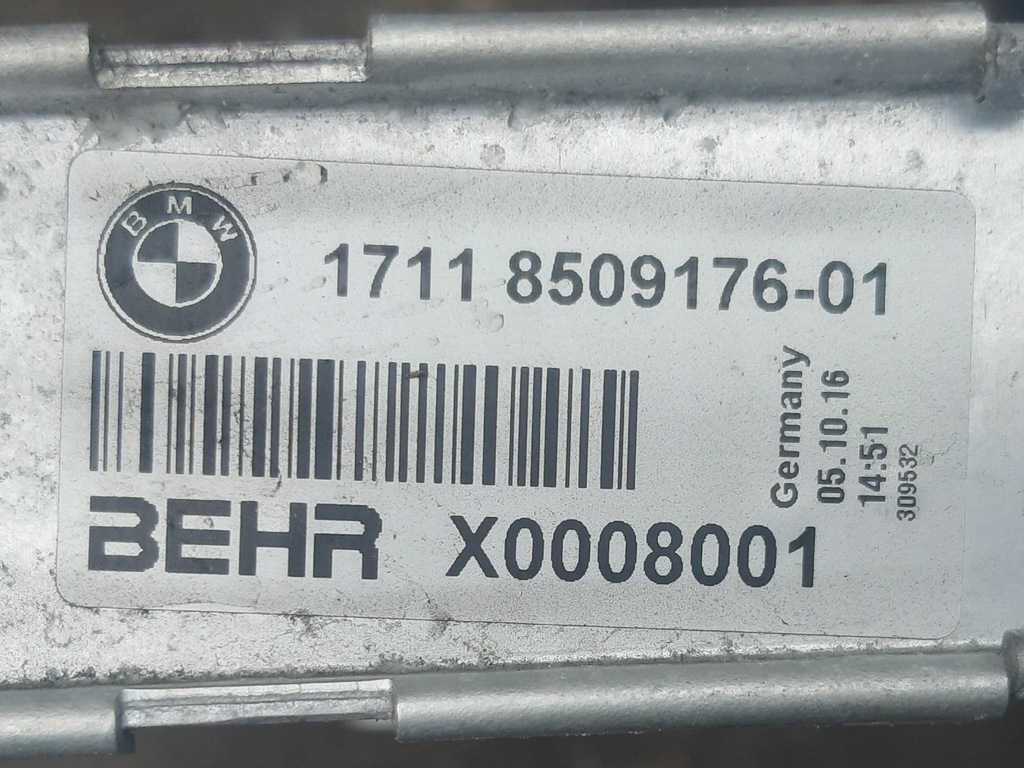 BMW
1711 8509176-01
BEHR X0008001
Germany
05.10.16
14:51
309532